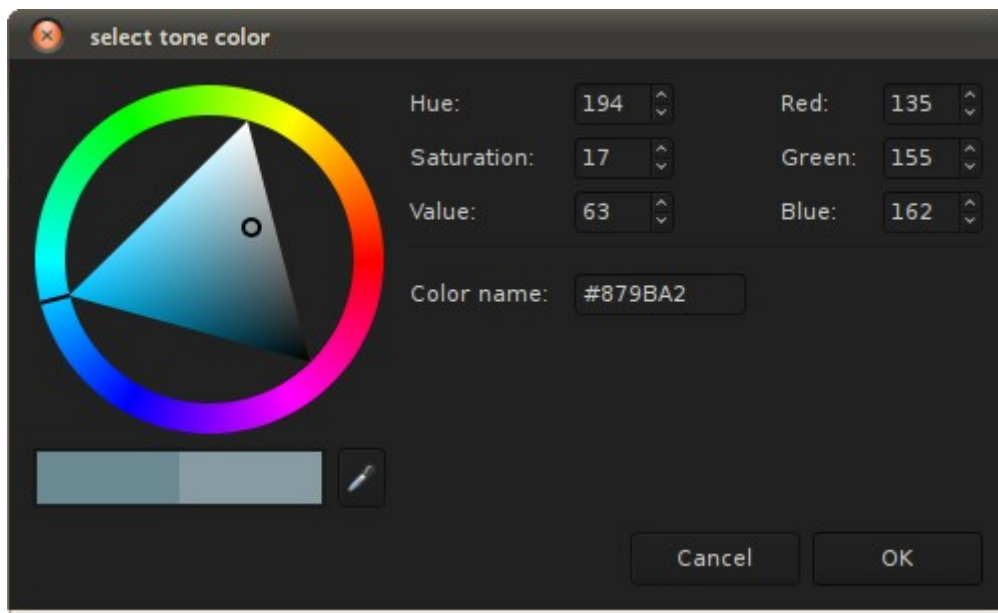 select tone color
Hue: 194 Red: 135
Saturation: 17 Green: 155
Value: 63 Blue: 162
Color name: #879BA2
Cancel OK